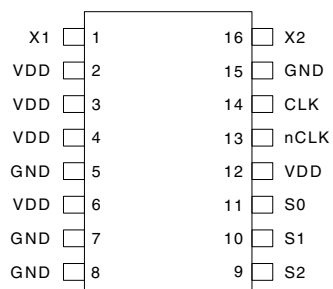 X1 1 16 X2
VDD 2 15 GND
VDD 3 14 CLK
VDD 4 13 nCLK
GND 5 12 VDD
VDD 6 11 S0
GND 7 10 S1
GND 8 9 S2